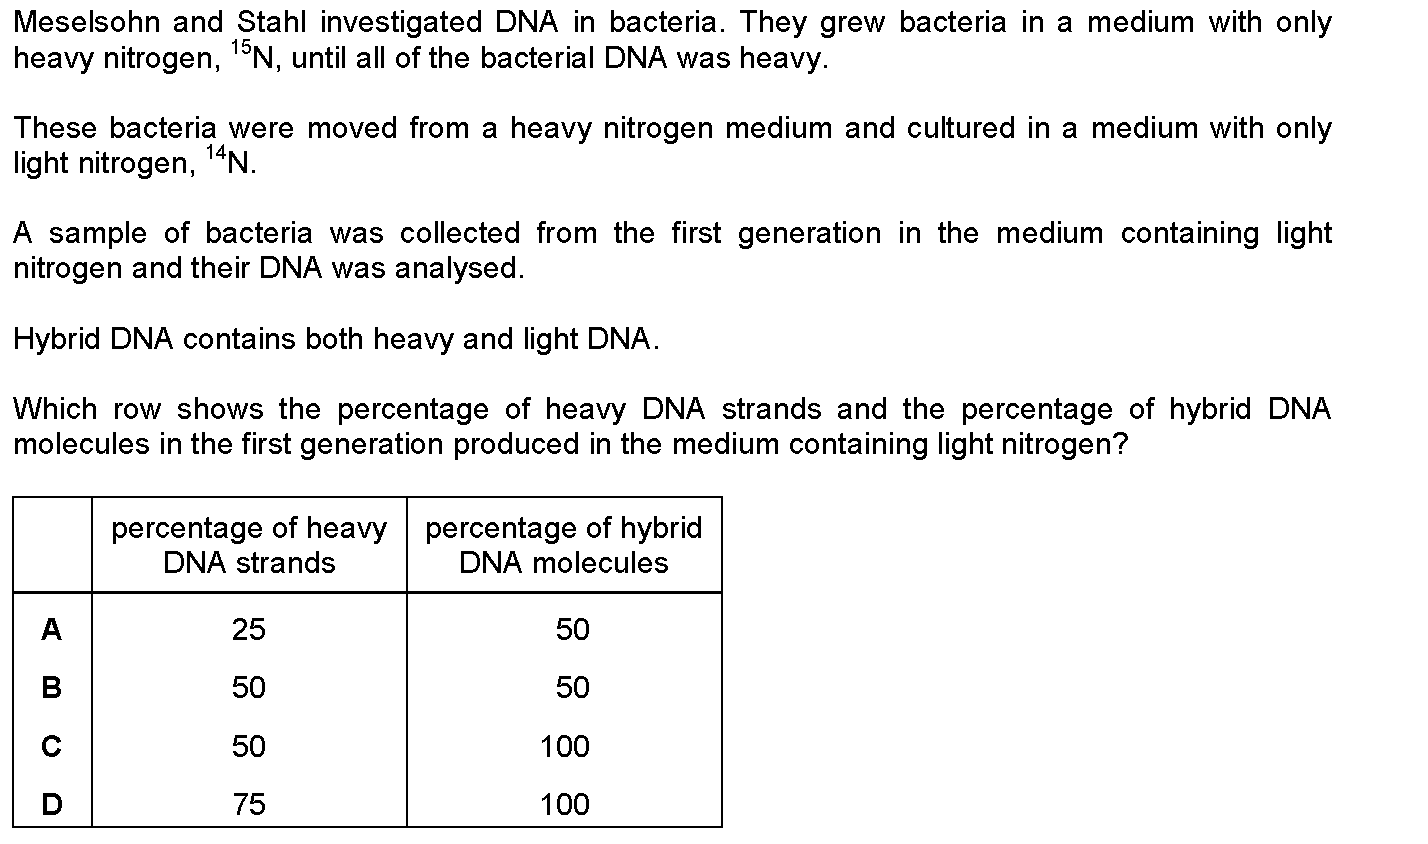 Meselsohn and Stahl investigated DNA in bacteria. They grew bacteria in a medium with only
heavy nitrogen, ¹⁵N, until all of the bacterial DNA was heavy.
These bacteria were moved from a heavy nitrogen medium and cultured in a medium with only
light nitrogen, ¹⁴N.
A sample of bacteria was collected from the first generation in the medium containing light
nitrogen and their DNA was analysed.
Hybrid DNA contains both heavy and light DNA.
Which row shows the percentage of heavy DNA strands and the percentage of hybrid DNA
molecules in the first generation produced in the medium containing light nitrogen?
percentage of heavy percentage of hybrid
DNA strands DNA molecules
A 25 50
B 50 50
C 50 100
D 75 100